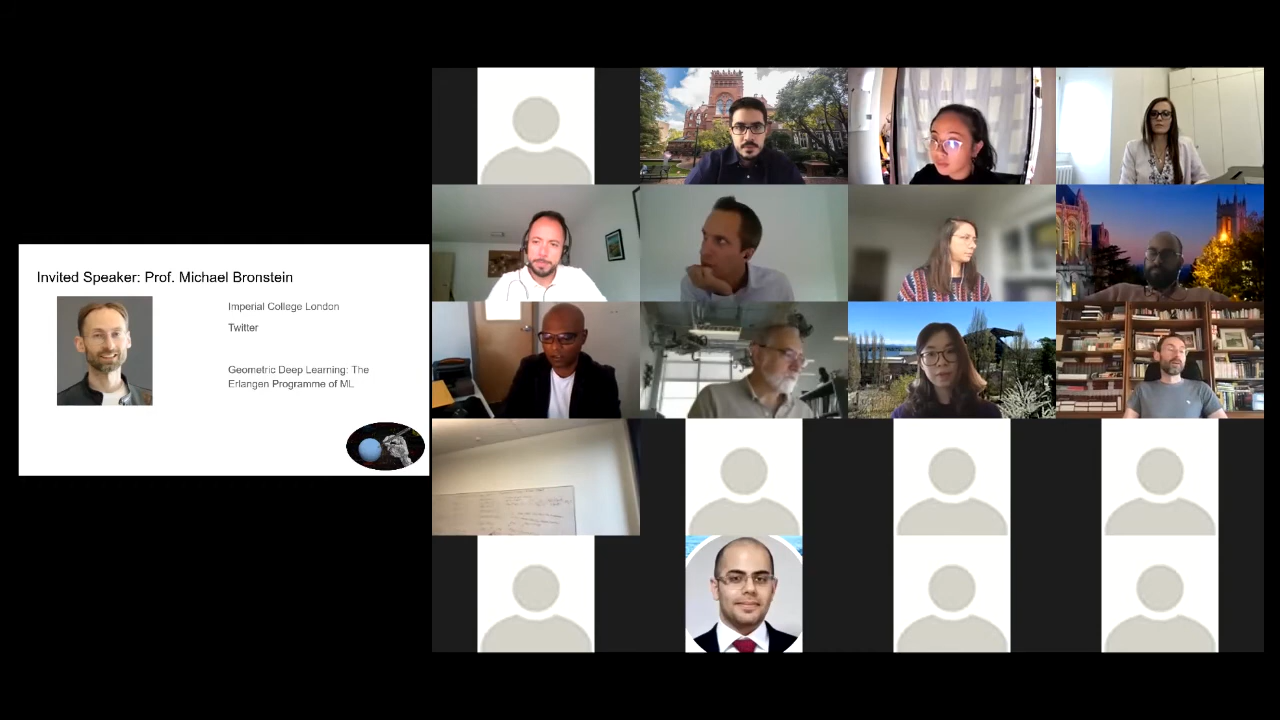 Invited Speaker: Prof. Michael Bronstein
Imperial College London
Twitter
Geometric Deep Learning: The
Erlangen Programme of ML